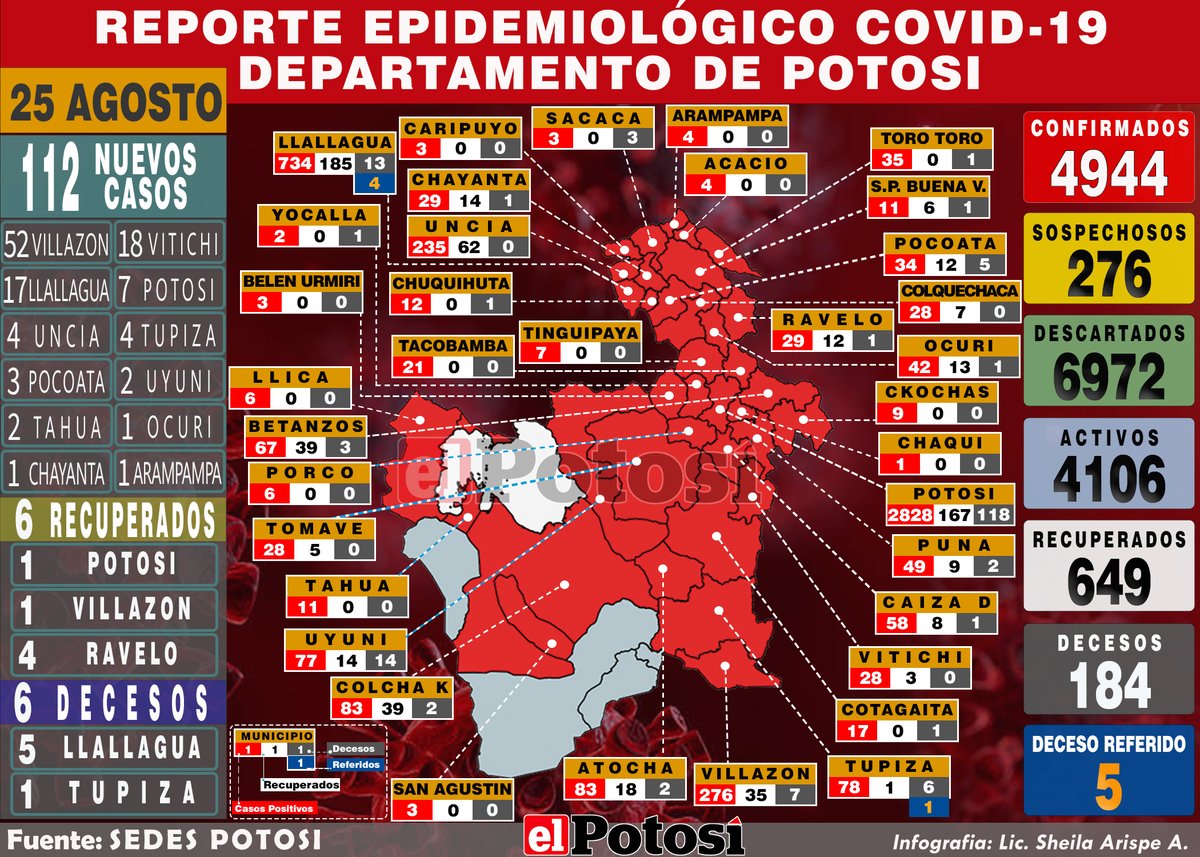 REPORTE EPIDEMIOLÓGICO COVID-19
DEPARTAMENTO DE POTOSI
25 AGOSTO
112 NUEVOS CASOS
52 VILLAZON
18 VITICHI
17 LLALLAGUA
7 POTOSI
4 UNCIA
4 TUPIZA
3 POCOATA
2 UYUNI
2 TAHUA
1 OCURI
1 CHAYANTA
1 ARAMPAMPA
6 RECUPERADOS
1 POTOSI
1 VILLAZON
4 RAVELO
6 DECESOS
5 LLALLAGUA
1 TUPIZA
LLALLAGUA
734 185 13
4
CARIPUYO
3 0 0
SACACA
3 0 3
ARAMPAMPA
4 0 0
ACACIO
4 0 0
TORO TORO
35 0 1
CHAYANTA
29 14 1
S.P. BUENA V.
11 6 1
YOCALLA
2 0 1
UNCIA
235 62 0
POCOATA
34 12 5
BELEN URMIRI
3 0 0
CHUQUIHUTA
12 0 1
COLQUECHACA
28 7 0
TINGUIPAYA
7 0 0
RAVELO
29 12 1
TACOBAMBA
21 0 0
OCURI
42 13 1
LLICA
6 0 0
CKOCHAS
9 0 0
BETANZOS
67 39 3
CHAQUI
1 0 0
PORCO
6 0 0
POTOSI
2828 167 118
TOMAVE
28 5 0
PUNA
49 9 2
TAHUA
11 0 0
CAIZA D
58 8 1
UYUNI
77 14 14
VITICHI
28 3 0
COLCHA K
83 39 2
COTAGAITA
17 0 1
SAN AGUSTIN
3 0 0
ATOCHA
83 18 2
VILLAZON
276 35 7
TUPIZA
78 1 6
1
el Potosí
MUNICIPIO
1 1 1
1
Decesos
Referidos
Recuperados
Casos Positivos
CONFIRMADOS
4944
SOSPECHOSOS
276
DESCARTADOS
6972
ACTIVOS
4106
RECUPERADOS
649
DECESOS
184
DECESO REFERIDO
5
Fuente: SEDES POTOSI
el Potosí
Infografia: Lic. Sheila Arispe A.